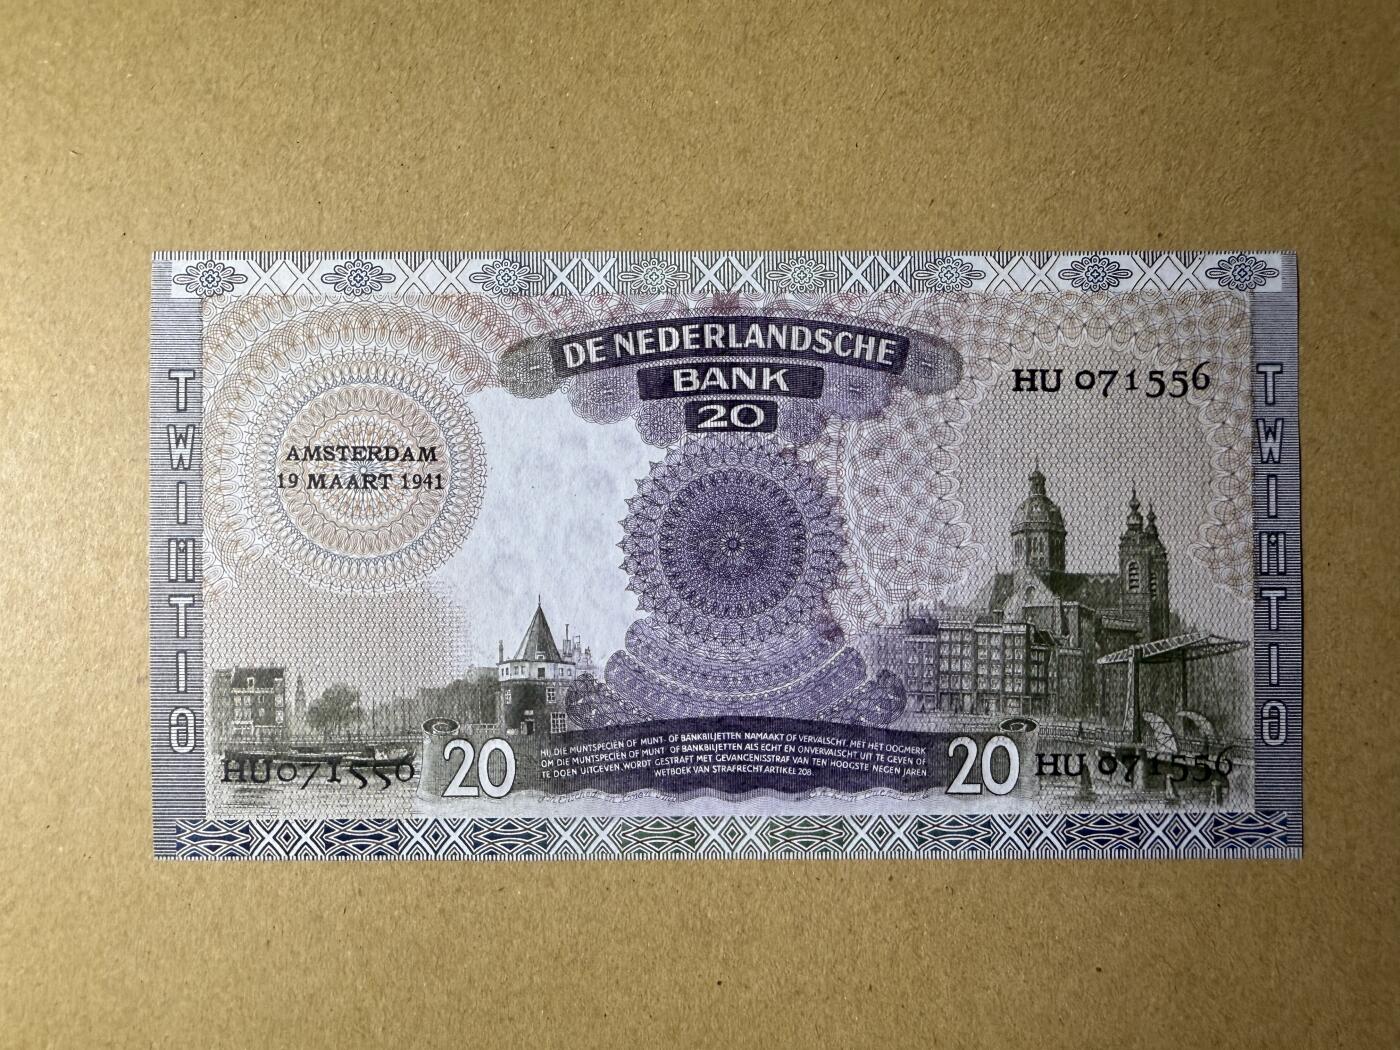 DE NEDERLANDSCHE
BANK
20
HU 071556
AMSTERDAM
19 MAART 1941
TWINTIG
TWINTIG
20
HIJ, DIE MUNTSPECIËN OF MUNT- OF BANKBILJETTEN NAMAAKT OF VERVALSCHT, MET HET OOGMERK
OM DIE MUNTSPECIËN OF MUNT- OF BANKBILJETTEN ALS ECHT EN ONVERVALSCHT UIT TE GEVEN OF
TE DOEN UITGEVEN, WORDT GESTRAFT MET GEVANGENISSTRAF VAN TEN HOOGSTE NEGEN JAREN
WETBOEK VAN STRAFRECHT ARTIKEL 208.
20
HU071556
HU 071556